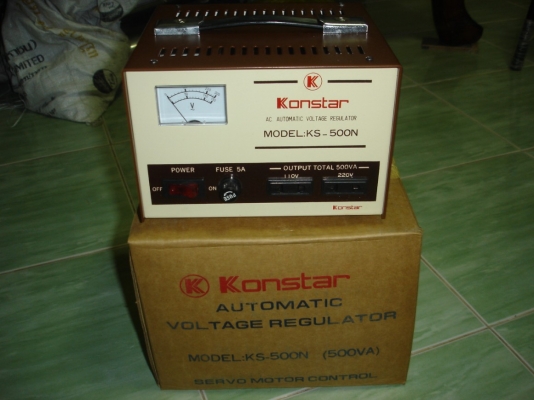 K
Konstar
AC AUTOMATIC VOLTAGE REGULATOR
MODEL:KS-500N
V
POWER FUSE 5A OUTPUT TOTAL 500VA
110V 220V
OFF ON
FUSE
Konstar
K Konstar
AUTOMATIC
VOLTAGE REGULATOR
MODEL:KS-500N (500VA)
SERVO MOTOR CONTROL